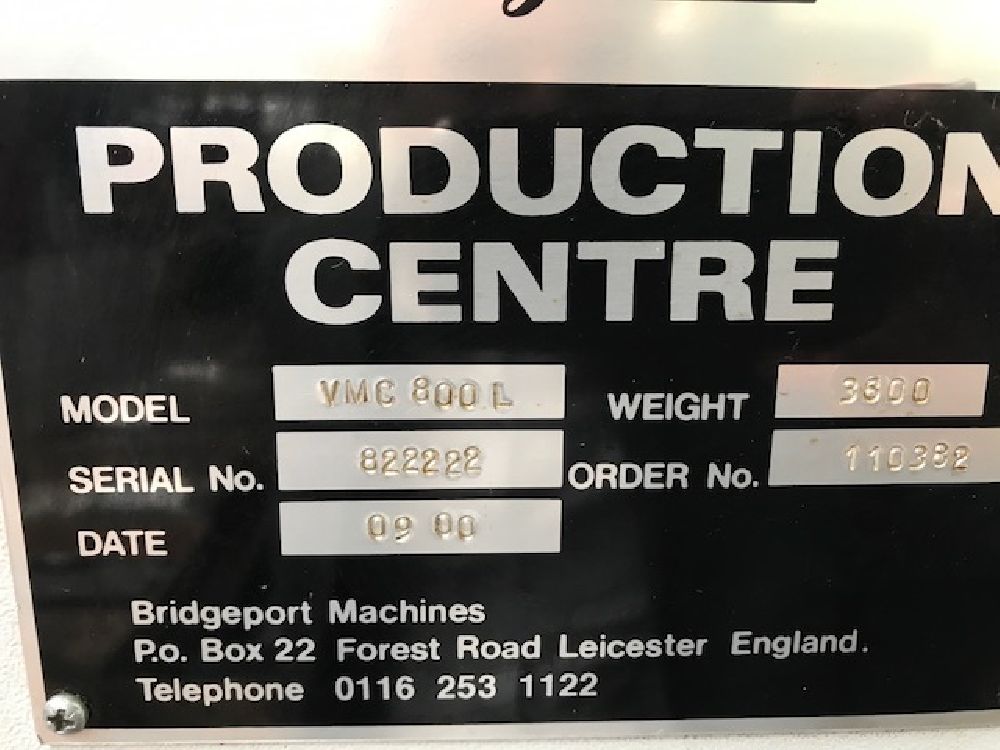 PRODUCTION
CENTRE
MODEL VMC 800 L WEIGHT 3800
SERIAL No. 822222 ORDER No. 110382
DATE 09 00
Bridgeport Machines
P.o. Box 22 Forest Road Leicester England.
Telephone 0116 253 1122